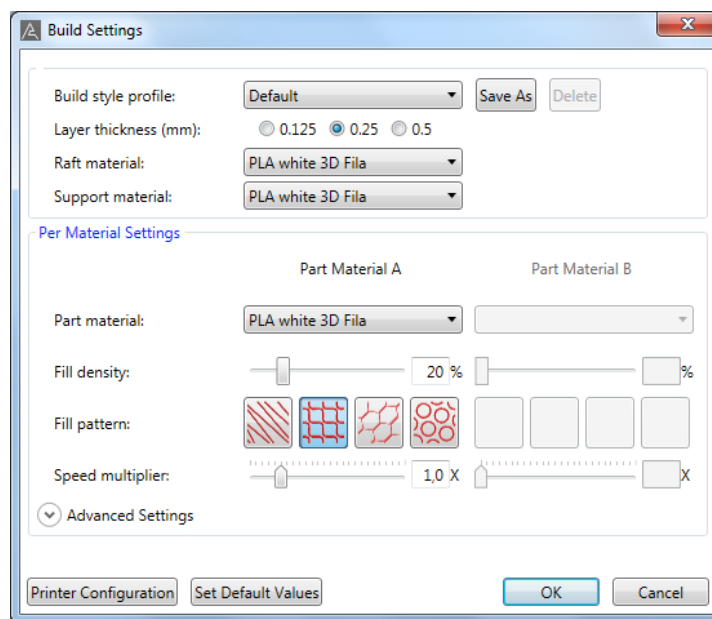 Build Settings
Build style profile: Default Save As Delete
Layer thickness (mm): 0.125 0.25 0.5
Raft material: PLA white 3D Fila
Support material: PLA white 3D Fila
Per Material Settings
Part Material A Part Material B
Part material: PLA white 3D Fila
Fill density: 20 % %
Fill pattern:
Speed multiplier: 1,0 X X
Advanced Settings
Printer Configuration Set Default Values OK Cancel